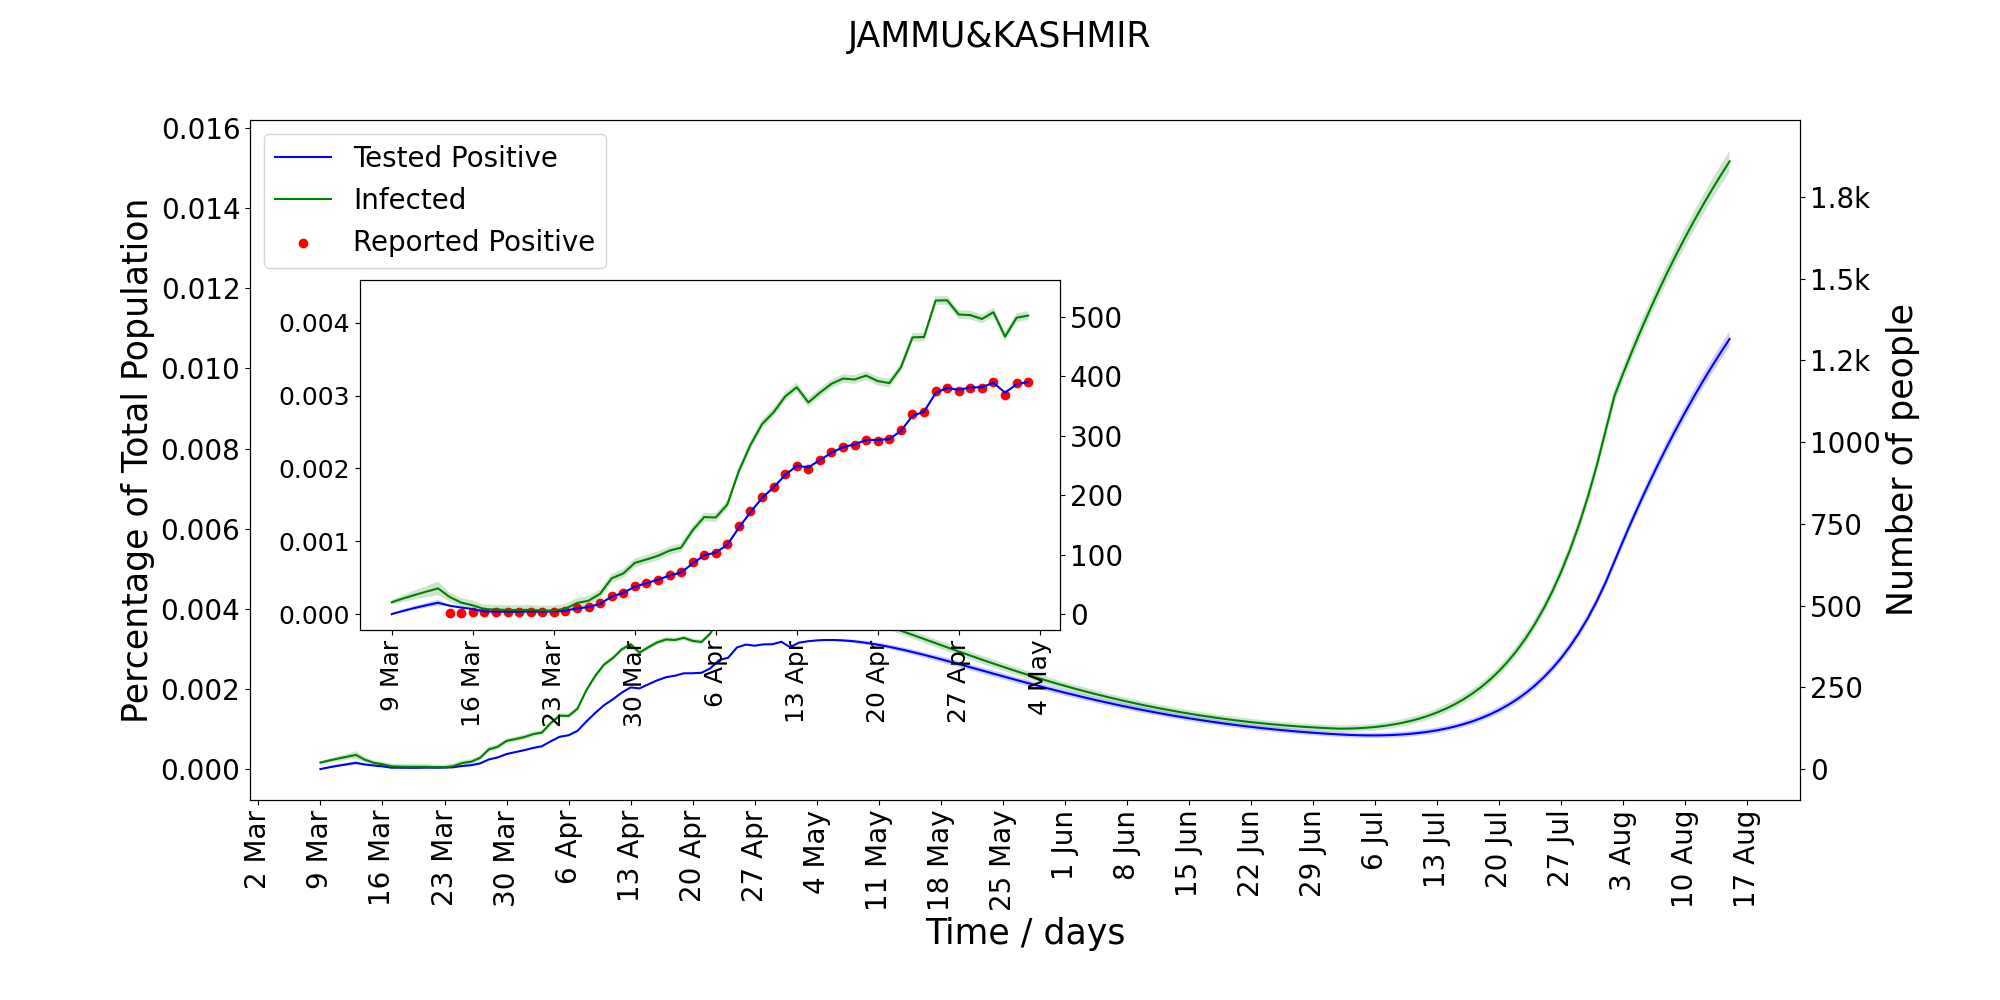 JAMMU&KASHMIR
Tested Positive
Infected
Reported Positive
Percentage of Total Population
0.016
0.014
0.012
0.010
0.008
0.006
0.004
0.002
0.000
1.8k
1.5k
1.2k
1000
750
500
250
0
Number of people
0.004
0.003
0.002
0.001
0.000
500
400
300
200
100
0
9 Mar
16 Mar
23 Mar
30 Mar
6 Apr
13 Apr
20 Apr
27 Apr
4 May
2 Mar
9 Mar
16 Mar
23 Mar
30 Mar
6 Apr
13 Apr
20 Apr
27 Apr
4 May
11 May
18 May
25 May
1 Jun
8 Jun
15 Jun
22 Jun
29 Jun
6 Jul
13 Jul
20 Jul
27 Jul
3 Aug
10 Aug
17 Aug
Time / days